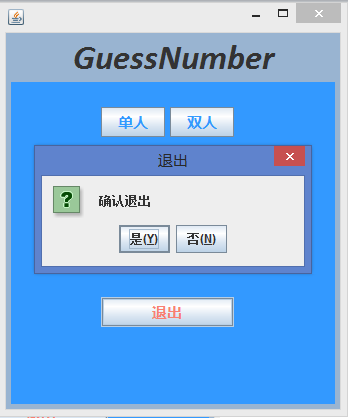 GuessNumber
单人 双人
退出
?
确认退出
是(Y) 否(N)
退出